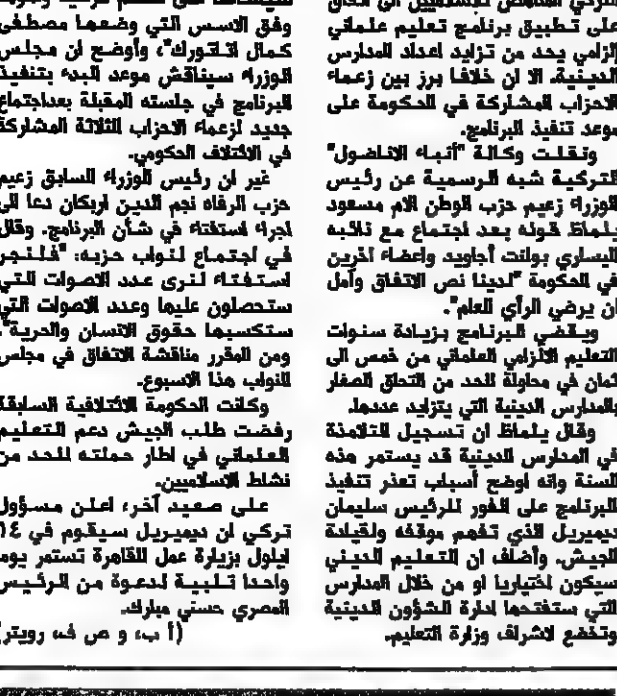 التركي المناهض للإسلاميين الى اتفاق
على تطبيق برنامج تعليم علماني
الزامي يحد من تزايد اعداد المدارس
الدينية، الا ان خلافا برز بين زعماء
الاحزاب المشاركة في الحكومة على
موعد تنفيذ البرنامج.
ونقلت وكالة "أنباء الاناضول"
التركية شبه الرسمية عن رئيس
الوزراء زعيم حزب الوطن الام مسعود
يلماظ قوله بعد اجتماع مع نائبه
اليساري بولنت أجاويد واعضاء آخرين
في الحكومة "لدينا نص الاتفاق وآمل
ان يرضي الرأي العام".
ويقضي البرنامج بزيادة سنوات
التعليم الالزامي العلماني من خمس الى
ثمان في محاولة للحد من التحاق الصغار
بالمدارس الدينية التي يتزايد عددها.
وقال يلماظ ان تسجيل التلامذة
في المدارس الدينية قد يستمر هذه
السنة وانه اوضح أسباب تعذر تنفيذ
البرنامج على الفور للرئيس سليمان
ديميريل الذي تفهم موقفه ولقيادة
الجيش. وأضاف ان التعليم الديني
سيكون اختياريا او من خلال المدارس
التي ستفتحها ادارة الشؤون الدينية
وتخضع لاشراف وزارة التعليم.
وفق الاسس التي وضعها مصطفى
كمال اتاتورك"، وأوضح ان مجلس
الوزراء سيناقش موعد البدء بتنفيذ
البرنامج في جلسته المقبلة بعد اجتماع
جديد لزعماء الاحزاب الثلاثة المشاركة
في الائتلاف الحكومي.
غير ان رئيس الوزراء السابق زعيم
حزب الرفاه نجم الدين اربكان دعا الى
اجراء استفتاء في شأن البرنامج. وقال
في اجتماع لنواب حزبه: "فلنجر
استفتاء لنرى عدد الاصوات التي
ستحصلون عليها وعدد الاصوات التي
ستكسبها حقوق الانسان والحرية".
ومن المقرر مناقشة الاتفاق في مجلس
النواب هذا الاسبوع.
وكانت الحكومة الائتلافية السابقة
رفضت طلب الجيش دعم التعليم
العلماني في اطار حملته للحد من
نشاط الاسلاميين.
على صعيد آخر، اعلن مسؤول
تركي ان ديميريل سيقوم في ١٤
ايلول بزيارة عمل للقاهرة تستمر يوما
واحدا تلبية لدعوة من الرئيس
المصري حسني مبارك.
(أ ب، و ص ف، رويتر)